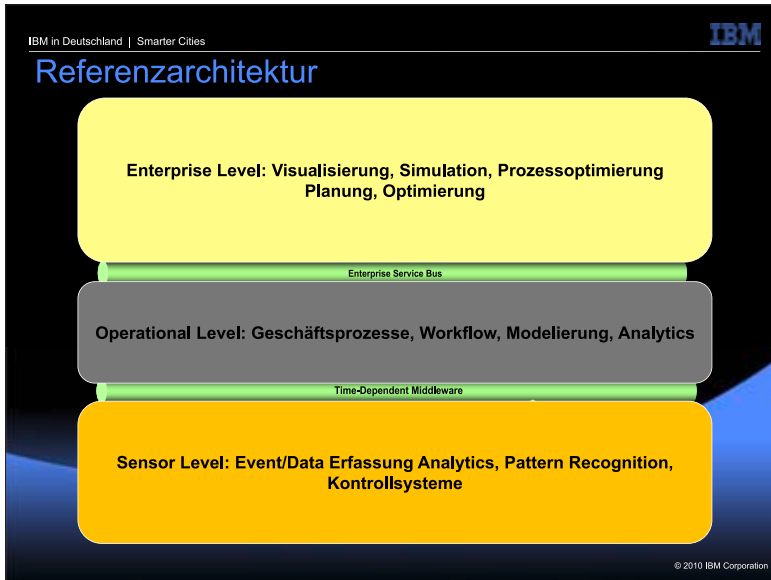 IBM in Deutschland | Smarter Cities
IBM
Referenzarchitektur
Enterprise Level: Visualisierung, Simulation, Prozessoptimierung
Planung, Optimierung
Enterprise Service Bus
Operational Level: Geschäftsprozesse, Workflow, Modelierung, Analytics
Time-Dependent Middleware
Sensor Level: Event/Data Erfassung Analytics, Pattern Recognition,
Kontrollsysteme
© 2010 IBM Corporation